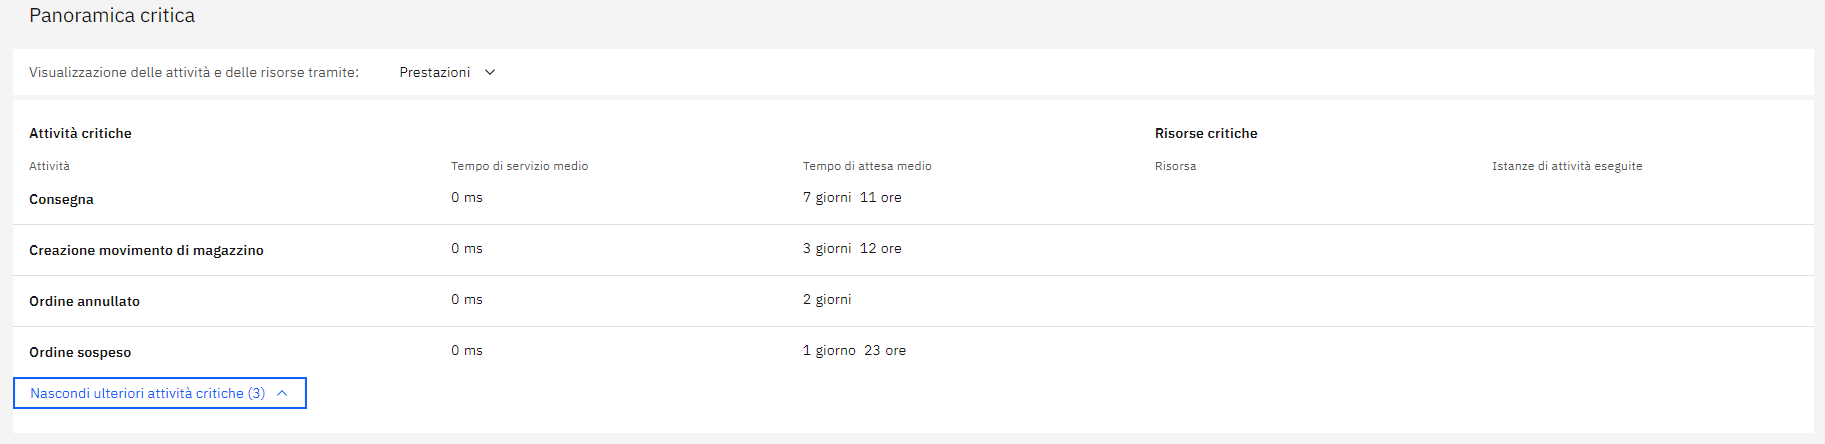 Panoramica critica
Visualizzazione delle attività e delle risorse tramite: Prestazioni
Attività critiche Risorse critiche
Attività Tempo di servizio medio Tempo di attesa medio Risorsa Istanze di attività eseguite
Consegna 0 ms 7 giorni 11 ore
Creazione movimento di magazzino 0 ms 3 giorni 12 ore
Ordine annullato 0 ms 2 giorni
Ordine sospeso 0 ms 1 giorno 23 ore
Nascondi ulteriori attività critiche (3)